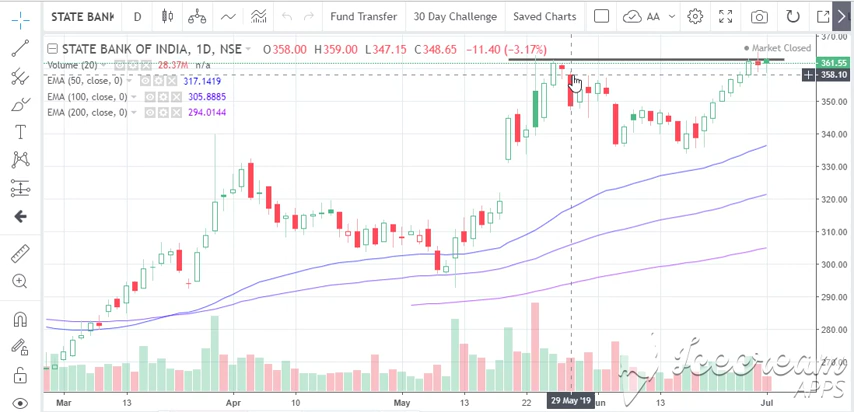 STATE BANK D Fund Transfer 30 Day Challenge Saved Charts AA
STATE BANK OF INDIA, 1D, NSE O358.00 H359.00 L347.15 C348.65 −11.40 (−3.17%) Market Closed
Volume (20) 28.37M n/a
EMA (50, close, 0) 317.1419
EMA (100, close, 0) 305.8885
EMA (200, close, 0) 294.0144
370.00
361.55
358.10
350.00
340.00
330.00
320.00
310.00
300.00
290.00
280.00
270.00
Mar 13 Apr 10 May 13 22 29 May '19 Jun 13 Jul
Icecream
APPS